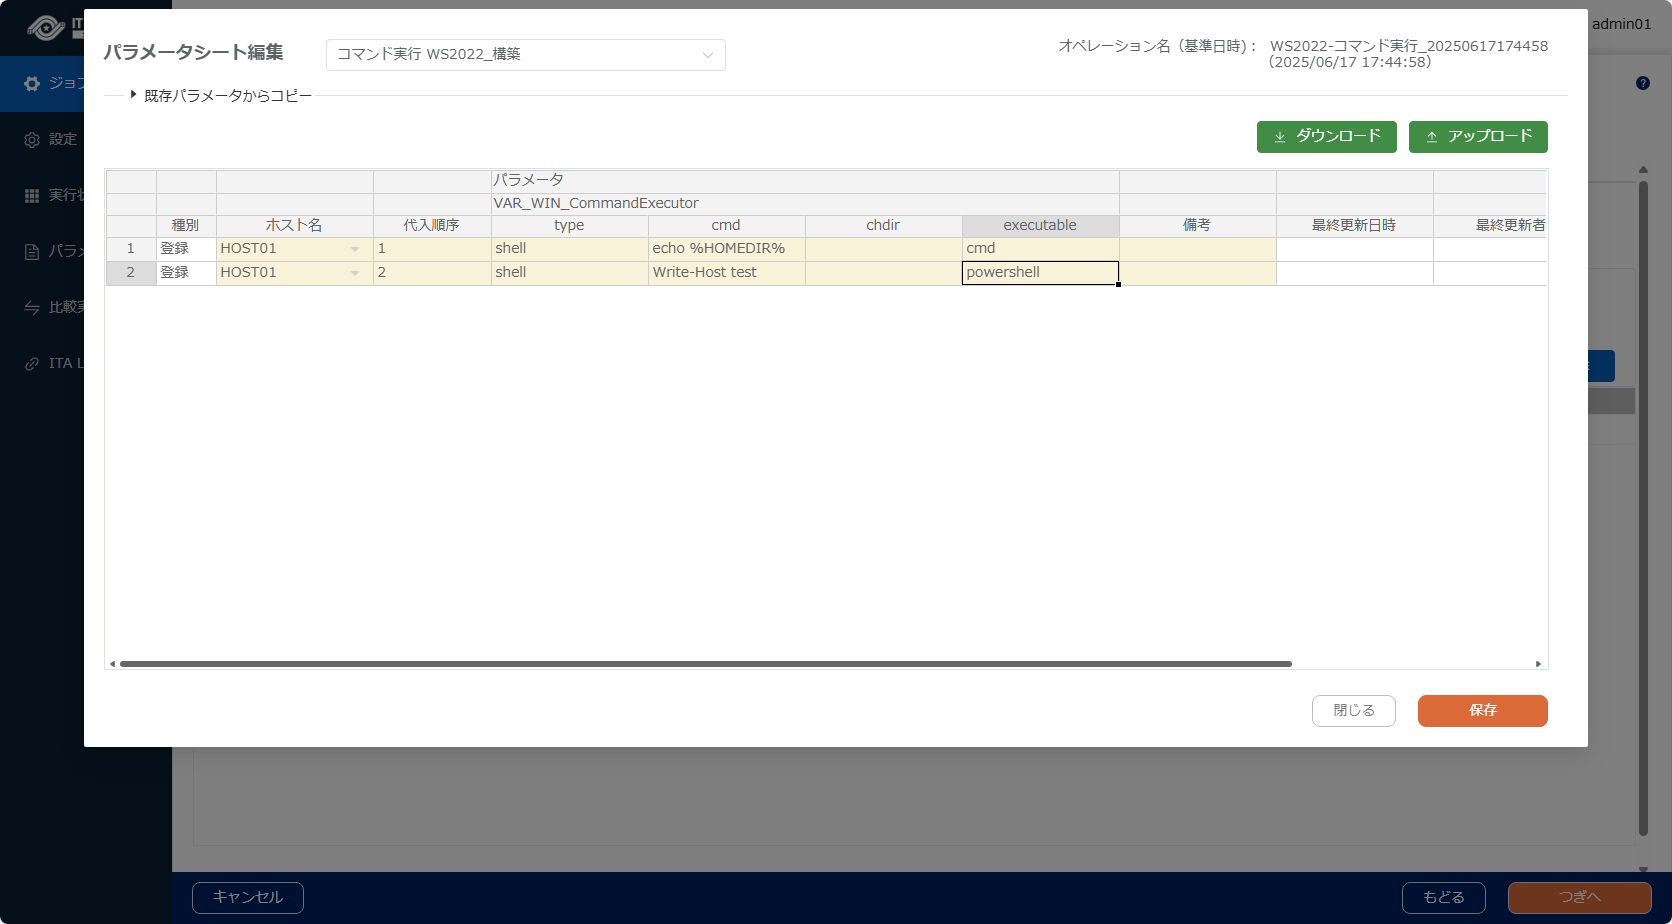 IT
admin01
パラメータシート編集
コマンド実行 WS2022_構築
オペレーション名（基準日時）： WS2022-コマンド実行_20250617174458
（2025/06/17 17:44:58）
既存パラメータからコピー
ダウンロード
アップロード
ジョブ
設定
実行状
パラメ
比較実
ITA L
パラメータ
VAR_WIN_CommandExecutor
種別 ホスト名 代入順序 type cmd chdir executable 備考 最終更新日時 最終更新者
1 登録 HOST01 1 shell echo %HOMEDIR% cmd
2 登録 HOST01 2 shell Write-Host test powershell
閉じる
保存
キャンセル
もどる
つぎへ